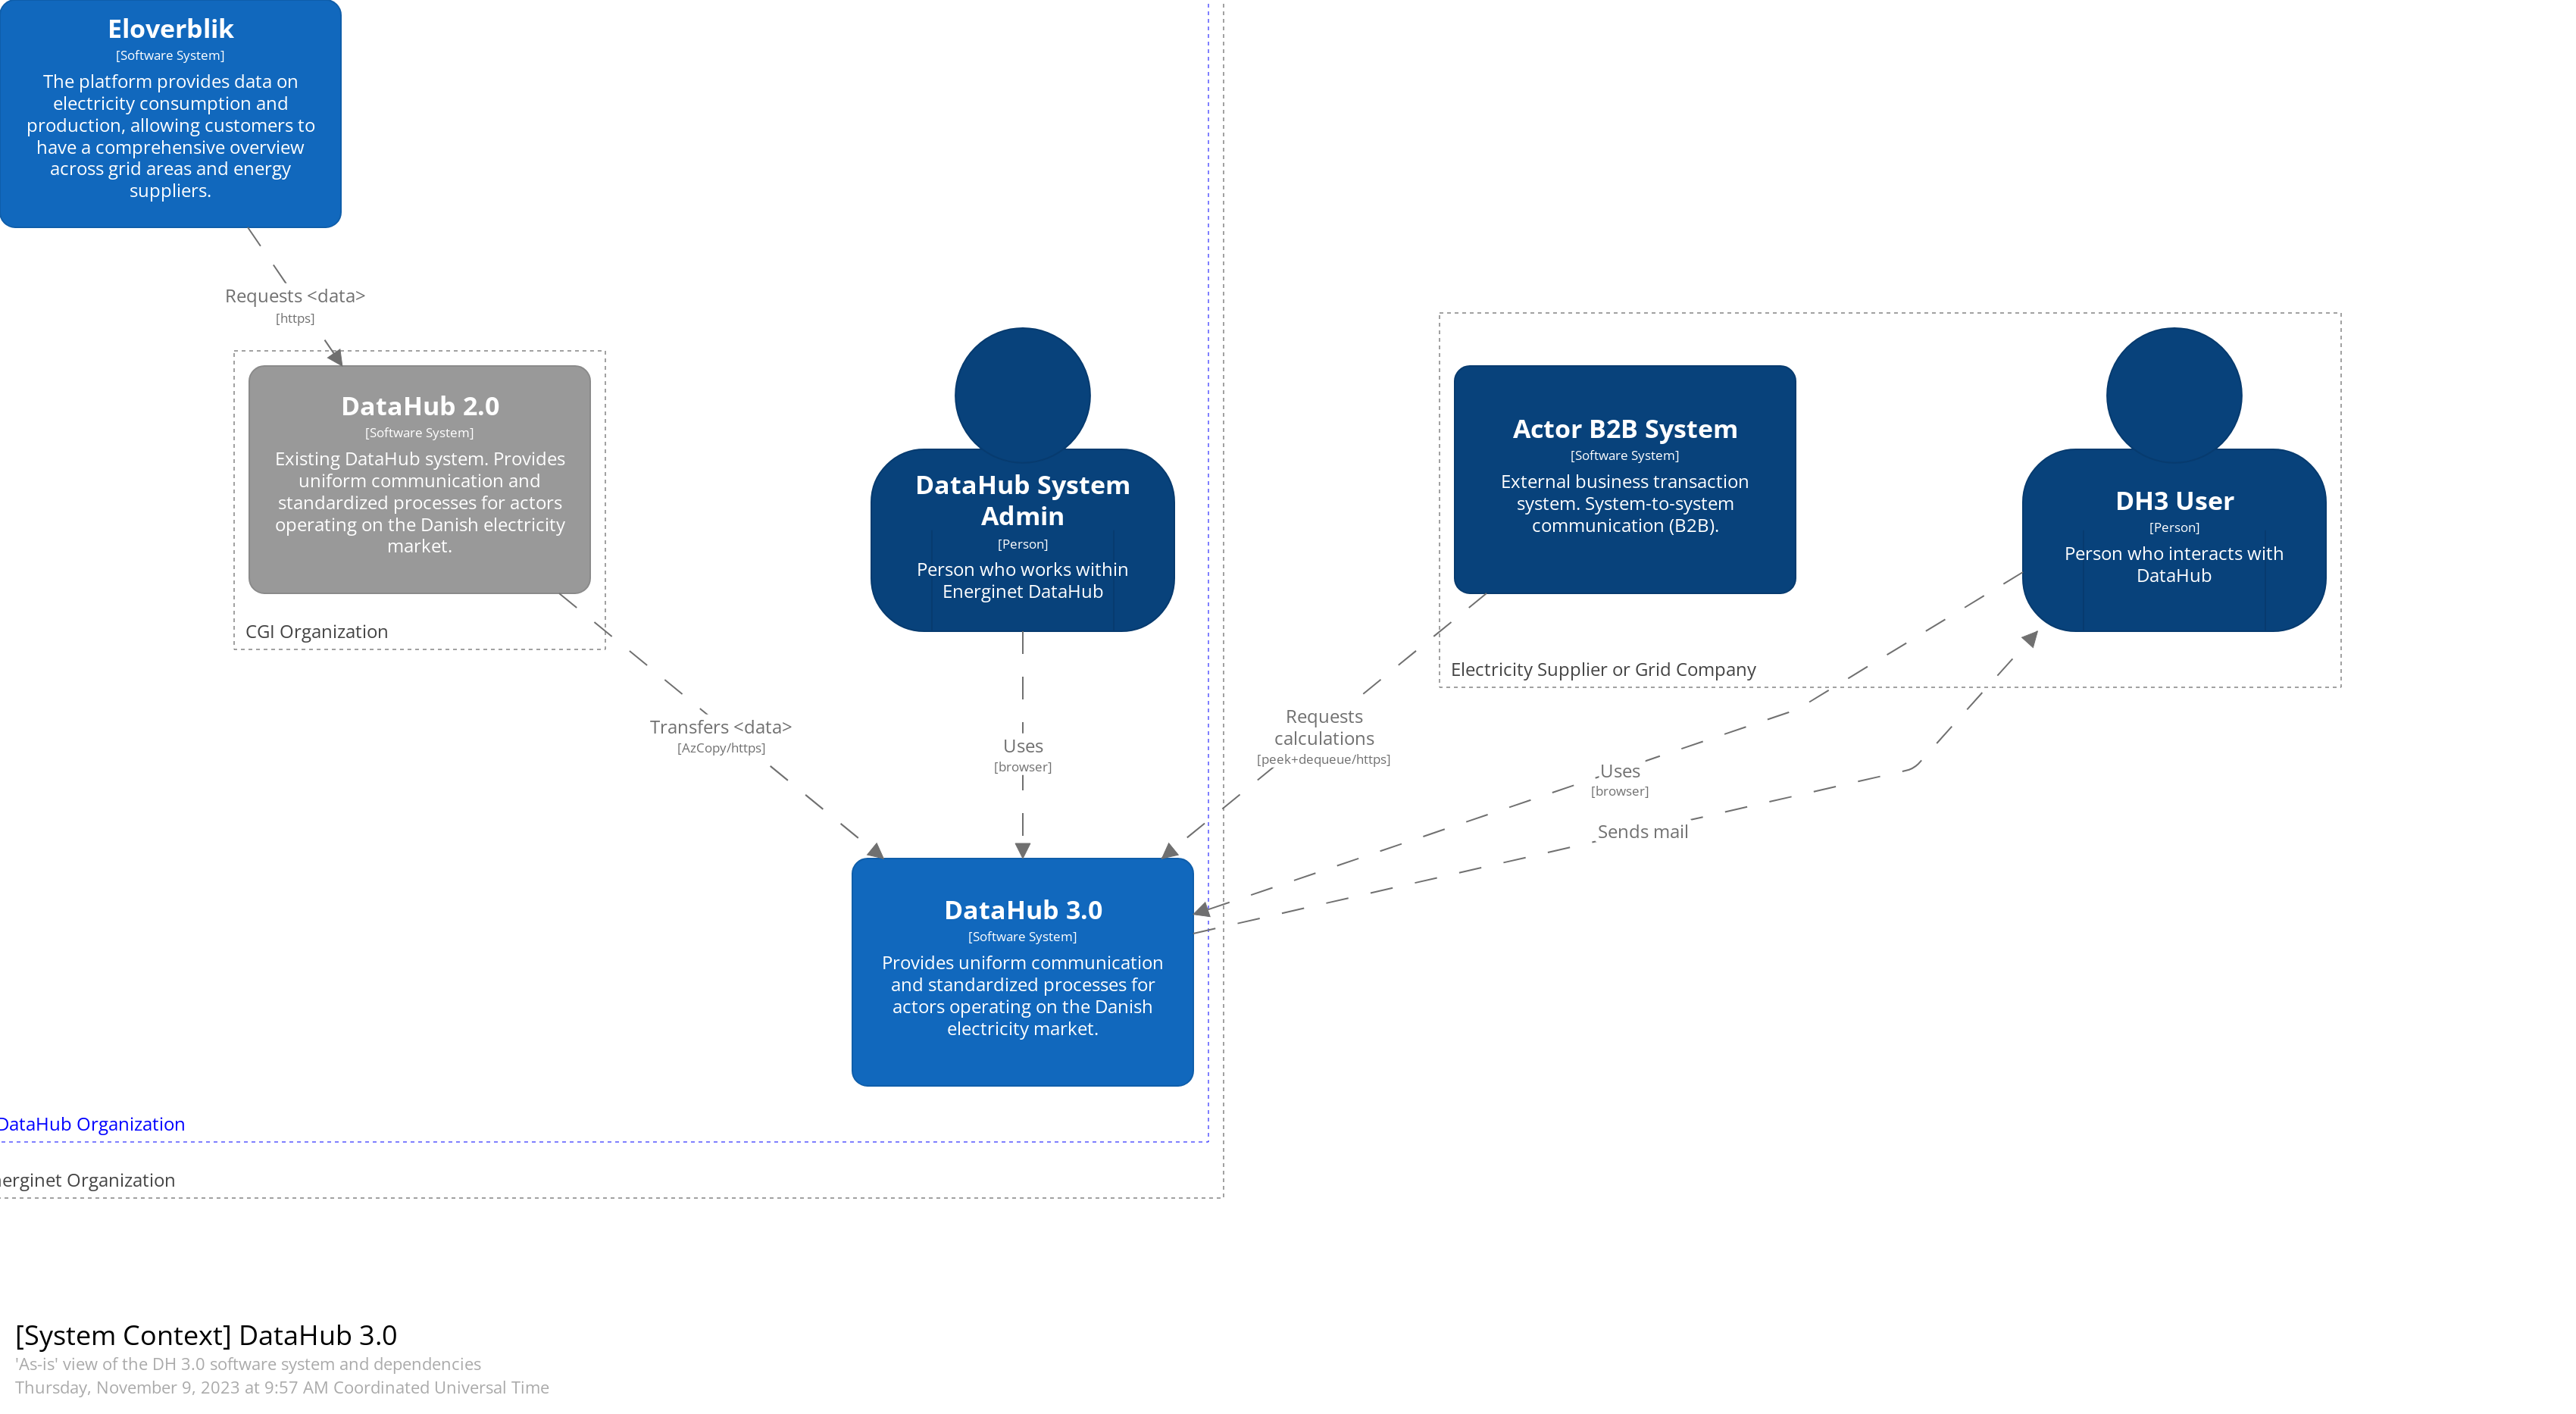 Eloverblik
[Software System]
The platform provides data on
electricity consumption and
production, allowing customers to
have a comprehensive overview
across grid areas and energy
suppliers.
Requests <data>
[https]
DataHub 2.0
[Software System]
Existing DataHub system. Provides
uniform communication and
standardized processes for actors
operating on the Danish electricity
market.
CGI Organization
DataHub System
Admin
[Person]
Person who works within
Energinet DataHub
Actor B2B System
[Software System]
External business transaction
system. System-to-system
communication (B2B).
DH3 User
[Person]
Person who interacts with
DataHub
Electricity Supplier or Grid Company
Transfers <data>
[AzCopy/https]
Uses
[browser]
Requests
calculations
[peek+dequeue/https]
Uses
[browser]
Sends mail
DataHub 3.0
[Software System]
Provides uniform communication
and standardized processes for
actors operating on the Danish
electricity market.
DataHub Organization
nerginet Organization
[System Context] DataHub 3.0
'As-is' view of the DH 3.0 software system and dependencies
Thursday, November 9, 2023 at 9:57 AM Coordinated Universal Time